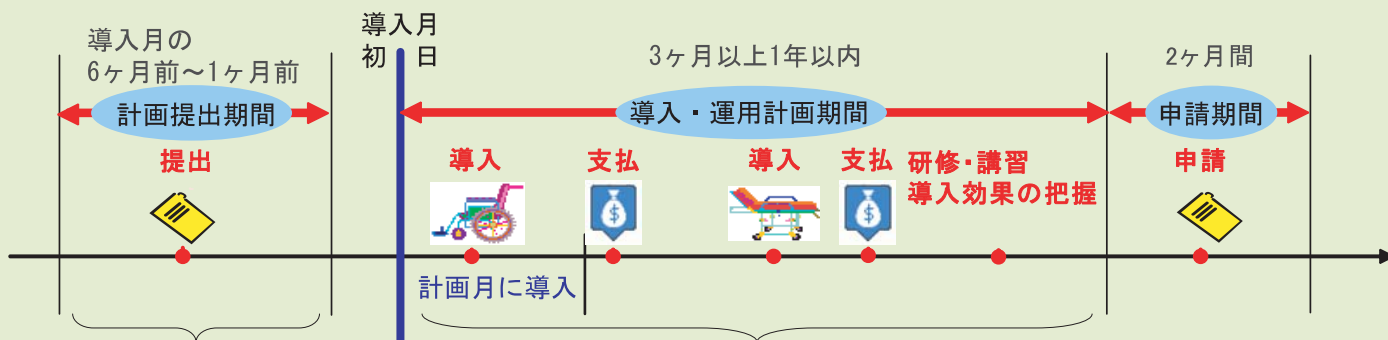 導入月の
6ヶ月前～1ヶ月前
導入月
初 日
3ヶ月以上1年以内
2ヶ月間
計画提出期間
導入・運用計画期間
申請期間
提出
導入
支払
導入
支払
研修・講習
導入効果の把握
申請
$
$
計画月に導入